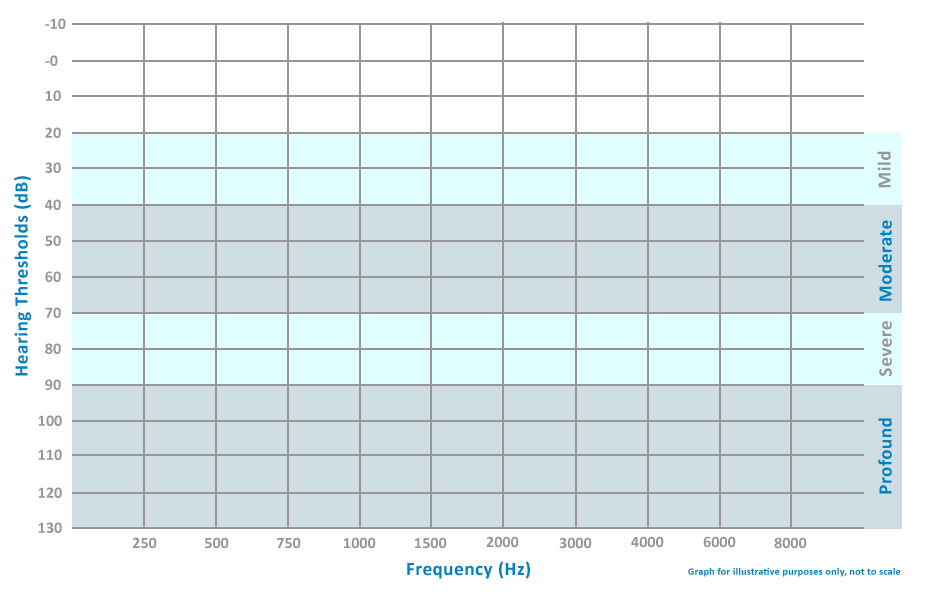 -10
-0
10
20
30
40
50
60
70
80
90
100
110
120
130
Hearing Thresholds (dB)
Mild
Moderate
Severe
Profound
250 500 750 1000 1500 2000 3000 4000 6000 8000
Frequency (Hz)
Graph for illustrative purposes only, not to scale